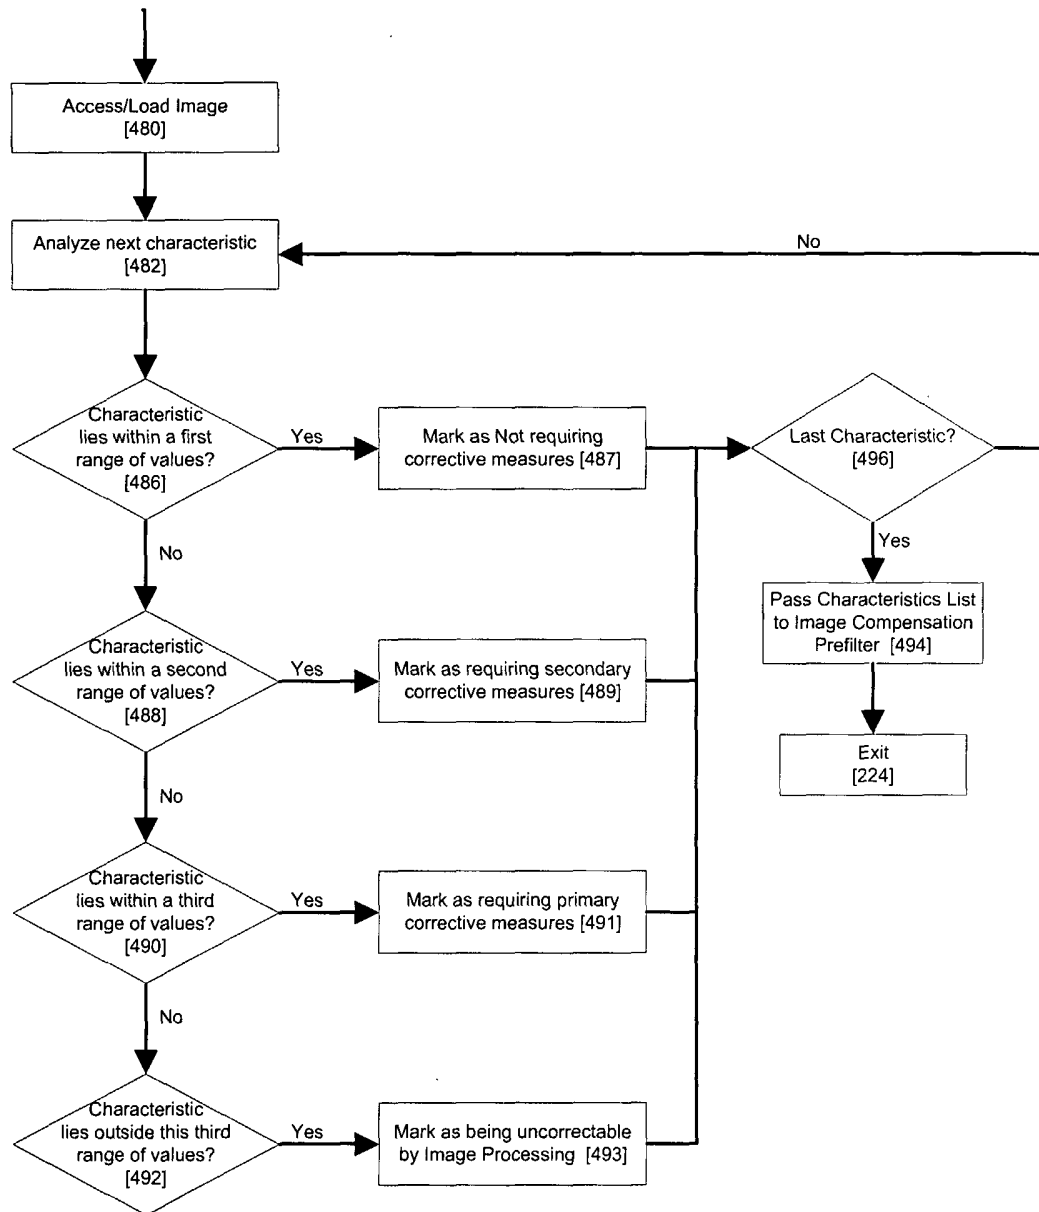 Access/Load Image
[480]
Analyze next characteristic
[482]
No
Characteristic
lies within a first
range of values?
[486]
Yes
Mark as Not requiring
corrective measures [487]
Last Characteristic?
[496]
No
Yes
Characteristic
lies within a second
range of values?
[488]
Yes
Mark as requiring secondary
corrective measures [489]
Pass Characteristics List
to Image Compensation
Prefilter [494]
Exit
[224]
No
Characteristic
lies within a third
range of values?
[490]
Yes
Mark as requiring primary
corrective measures [491]
No
Characteristic
lies outside this third
range of values?
[492]
Yes
Mark as being uncorrectable
by Image Processing [493]